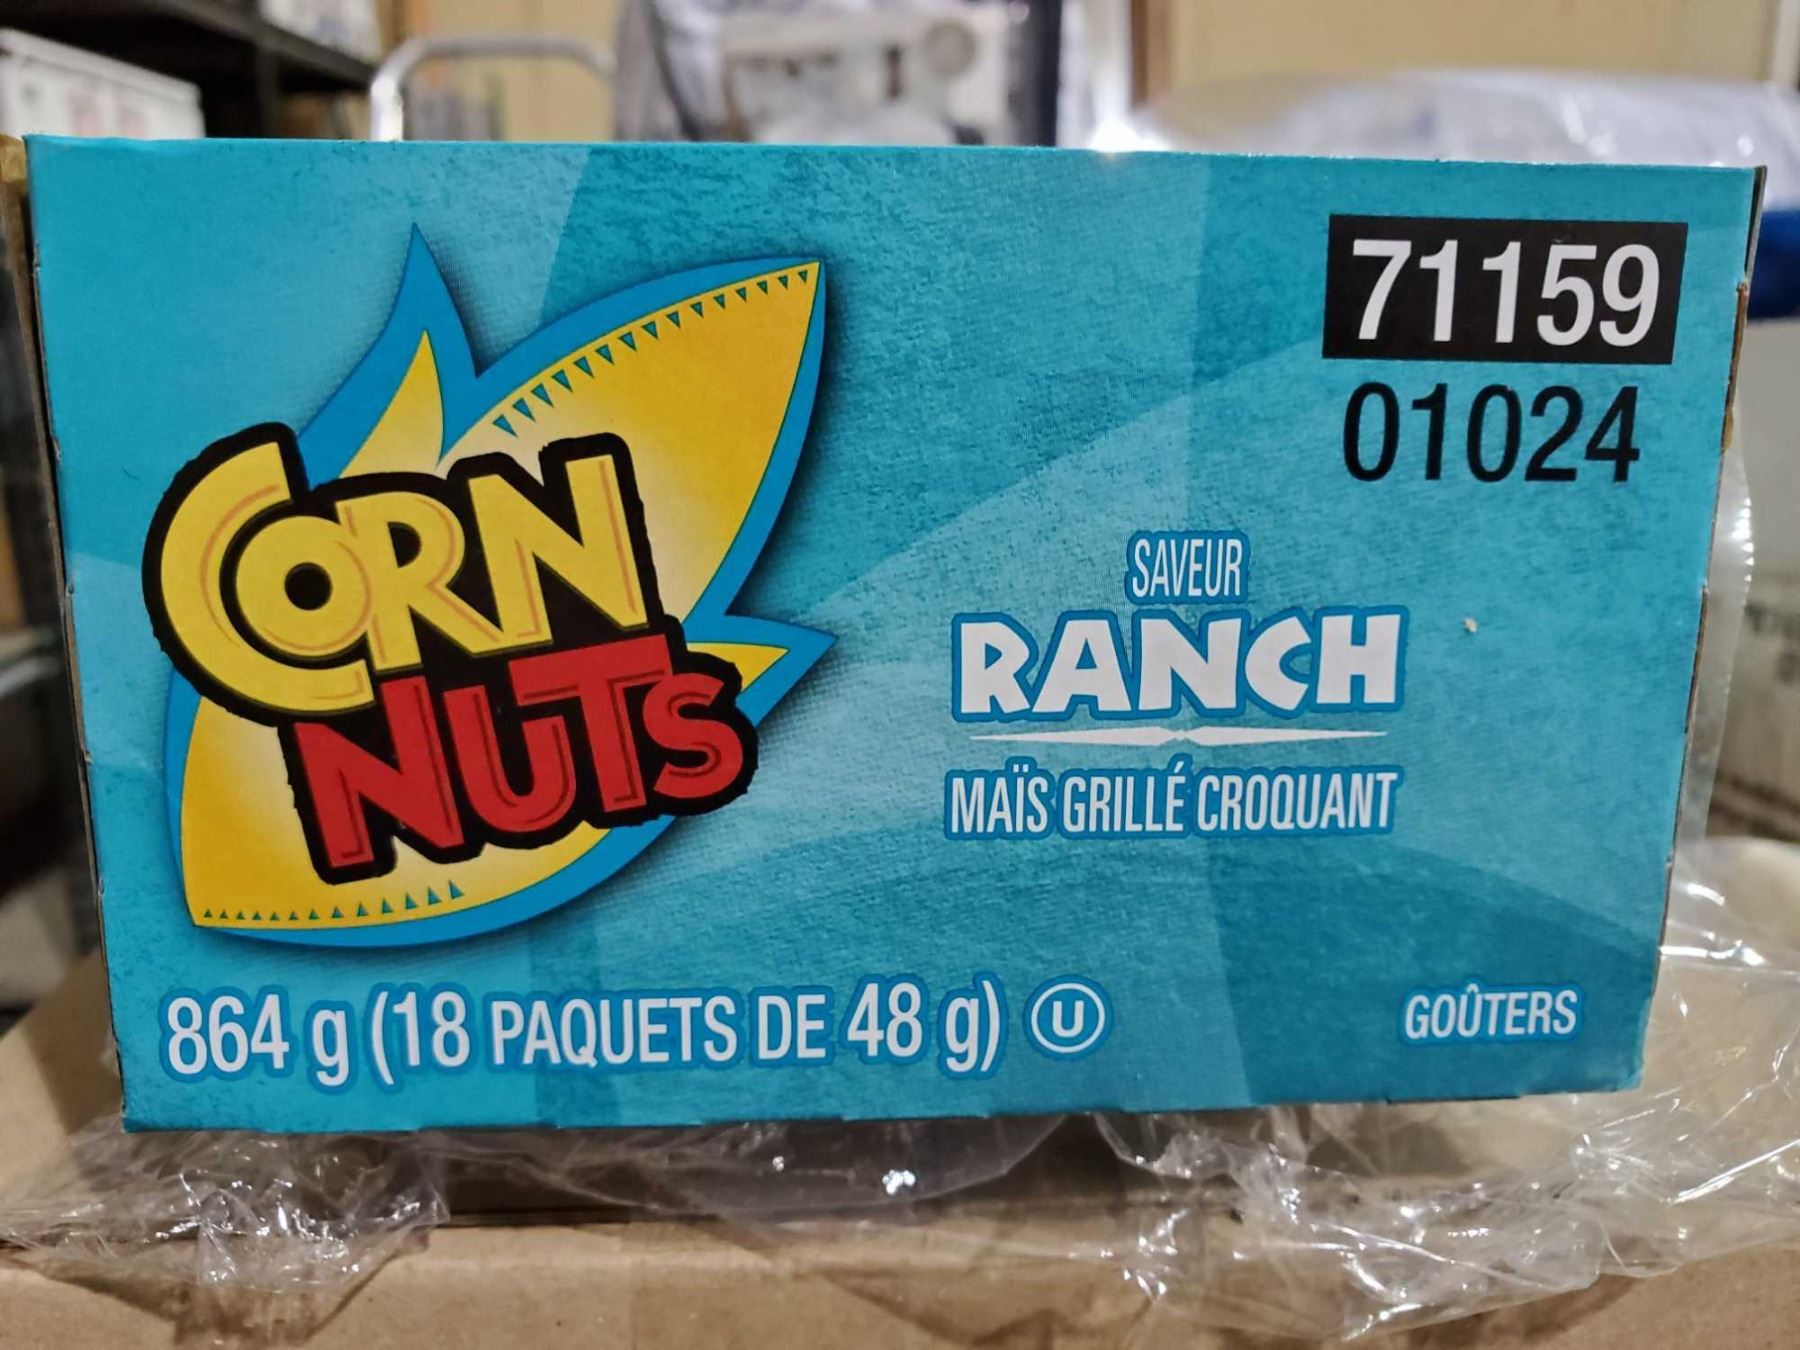 CORN
NUTS
71159
01024
SAVEUR
RANCH
MAÏS GRILLÉ CROQUANT
864 g (18 PAQUETS DE 48 g) Ⓤ
GOÛTERS